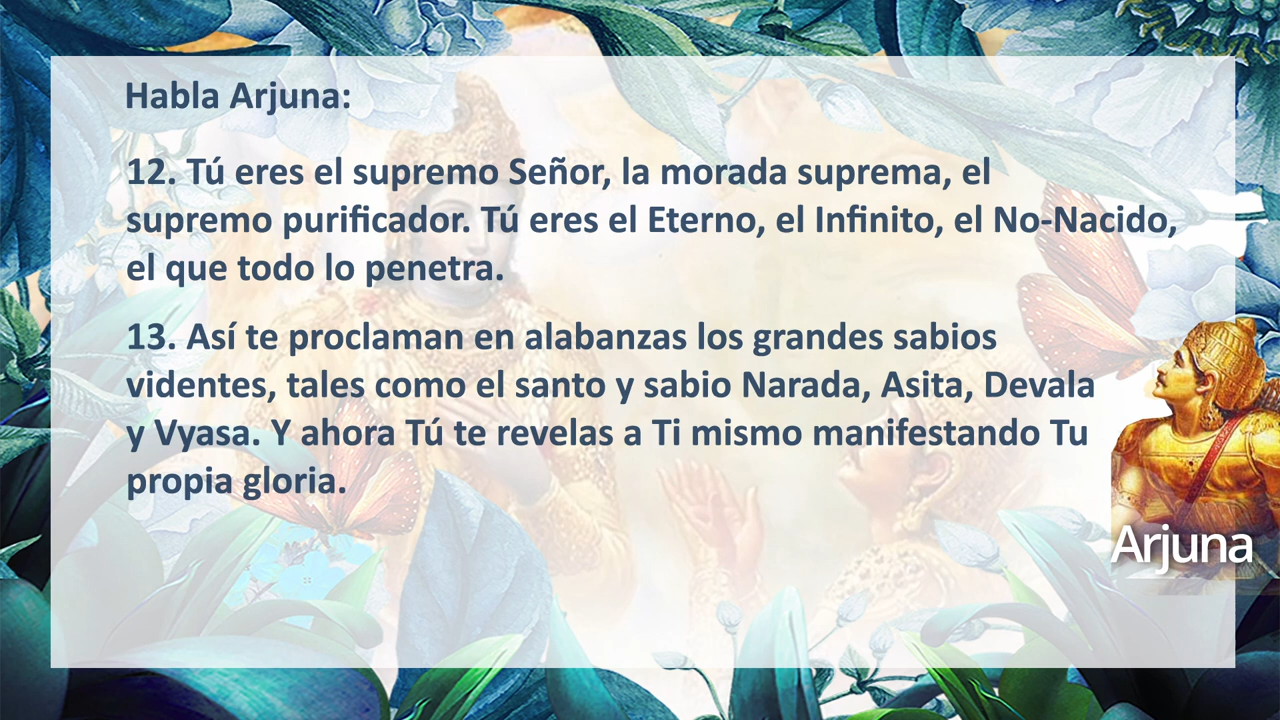 Habla Arjuna:
12. Tú eres el supremo Señor, la morada suprema, el
supremo purificador. Tú eres el Eterno, el Infinito, el No-Nacido,
el que todo lo penetra.
13. Así te proclaman en alabanzas los grandes sabios
videntes, tales como el santo y sabio Narada, Asita, Devala
y Vyasa. Y ahora Tú te revelas a Ti mismo manifestando Tu
propia gloria.
Arjuna